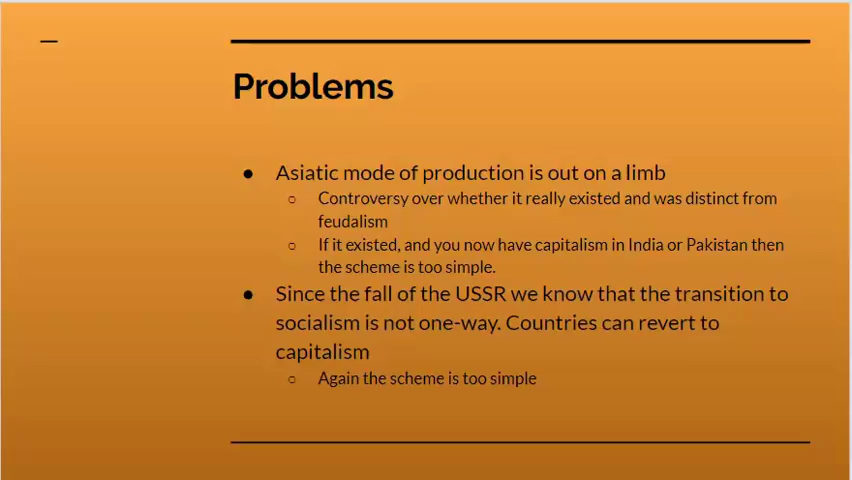 Problems
● Asiatic mode of production is out on a limb
○ Controversy over whether it really existed and was distinct from
feudalism
○ If it existed, and you now have capitalism in India or Pakistan then
the scheme is too simple.
● Since the fall of the USSR we know that the transition to
socialism is not one-way. Countries can revert to
capitalism
○ Again the scheme is too simple